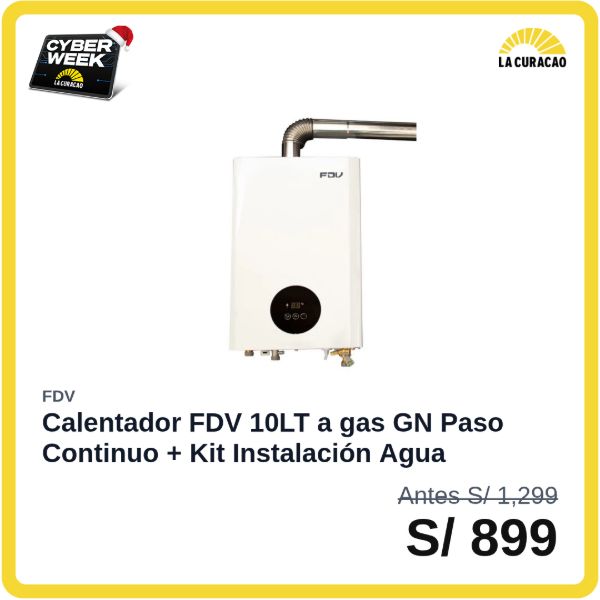 CYBER
WEEK
LA CURACAO
LA CURACAO
FDV
FDV
Calentador FDV 10LT a gas GN Paso
Continuo + Kit Instalación Agua
Antes S/ 1,299
S/ 899